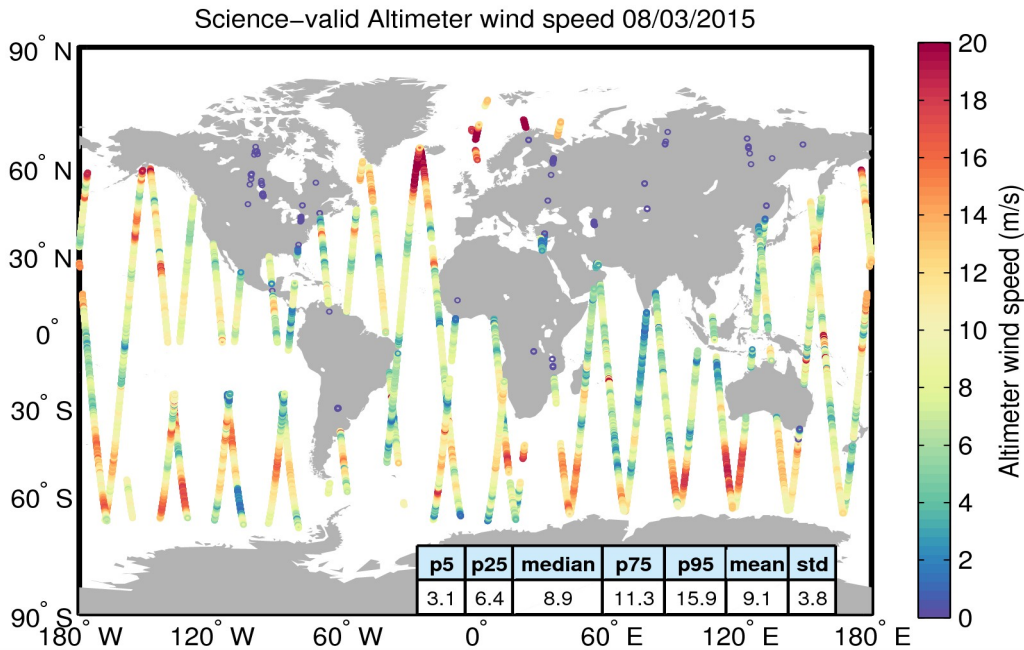 Science−valid Altimeter wind speed 08/03/2015
90° N
60° N
30° N
0°
30° S
60° S
90° S
180° W
120° W
60° W
0°
60° E
120° E
180° E
p5 p25 median p75 p95 mean std
3.1 6.4 8.9 11.3 15.9 9.1 3.8
20
18
16
14
12
10
8
6
4
2
0
Altimeter wind speed (m/s)